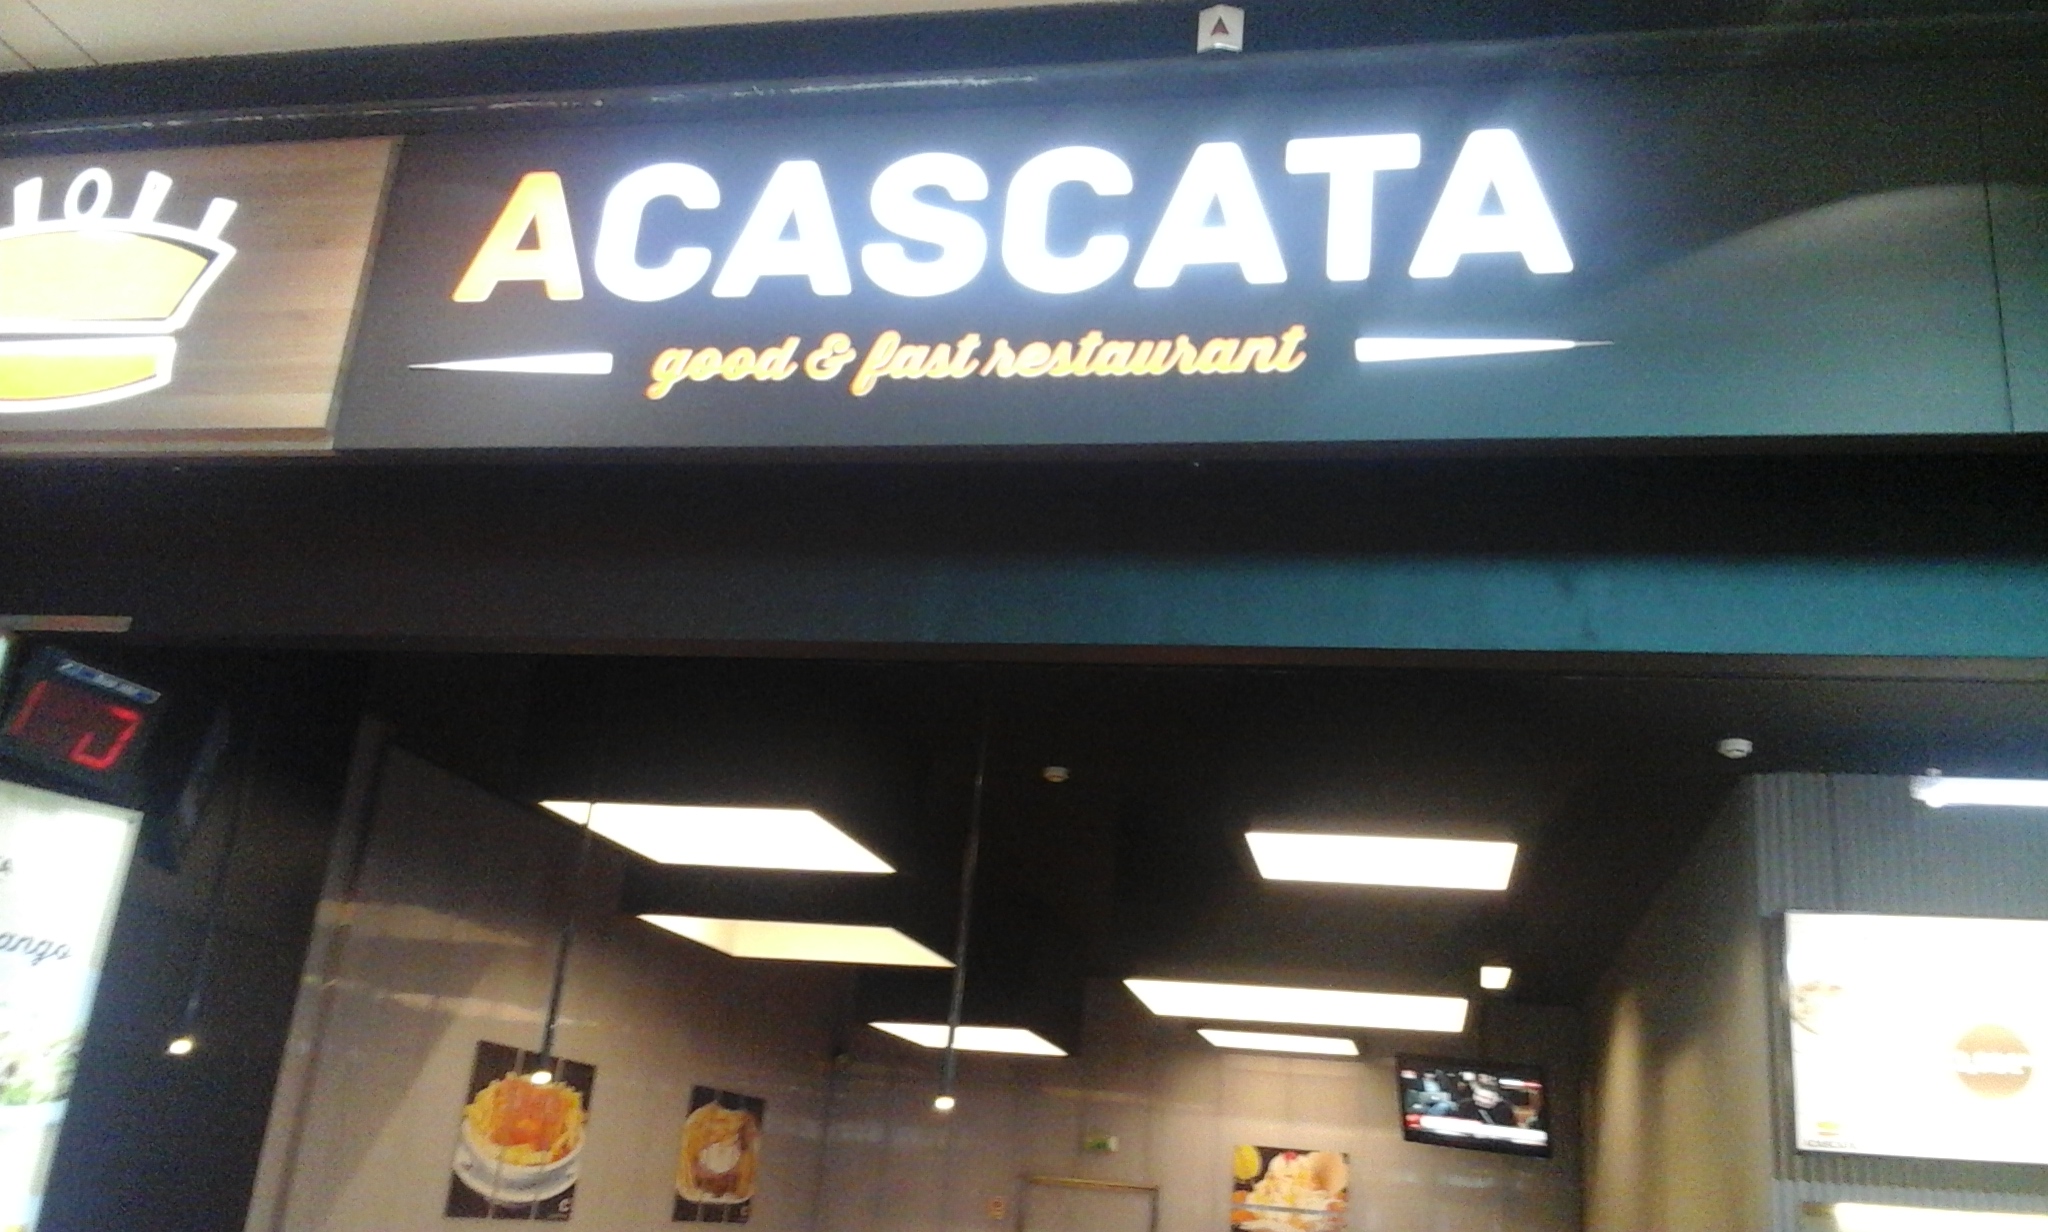 ACASCATA
good & fast restaurant